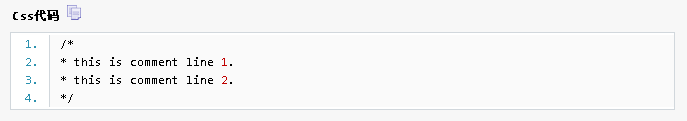 Css代码
1. /*
2. * this is comment line 1.
3. * this is comment line 2.
4. */